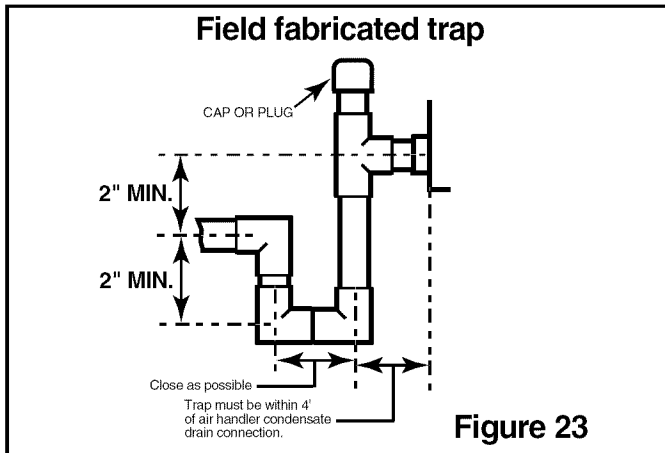 Field fabricated trap
CAP OR PLUG
2" MIN.
2" MIN.
Close as possible
Trap must be within 4'
of air handler condensate
drain connection.
Figure 23